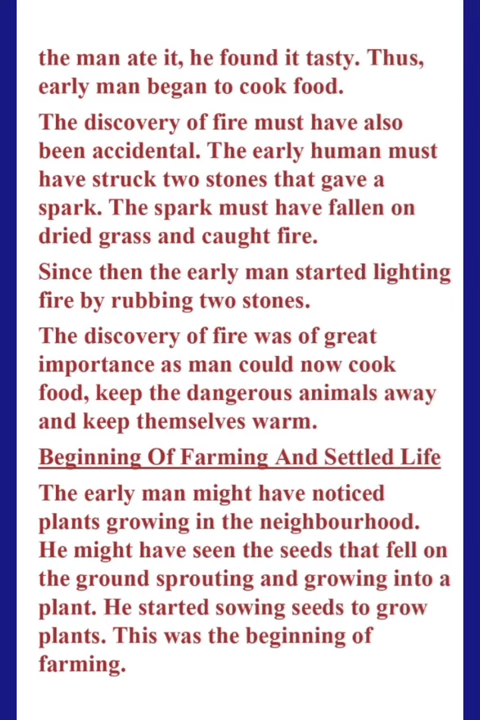 the man ate it, he found it tasty. Thus,
early man began to cook food.
The discovery of fire must have also
been accidental. The early human must
have struck two stones that gave a
spark. The spark must have fallen on
dried grass and caught fire.
Since then the early man started lighting
fire by rubbing two stones.
The discovery of fire was of great
importance as man could now cook
food, keep the dangerous animals away
and keep themselves warm.
Beginning Of Farming And Settled Life
The early man might have noticed
plants growing in the neighbourhood.
He might have seen the seeds that fell on
the ground sprouting and growing into a
plant. He started sowing seeds to grow
plants. This was the beginning of
farming.